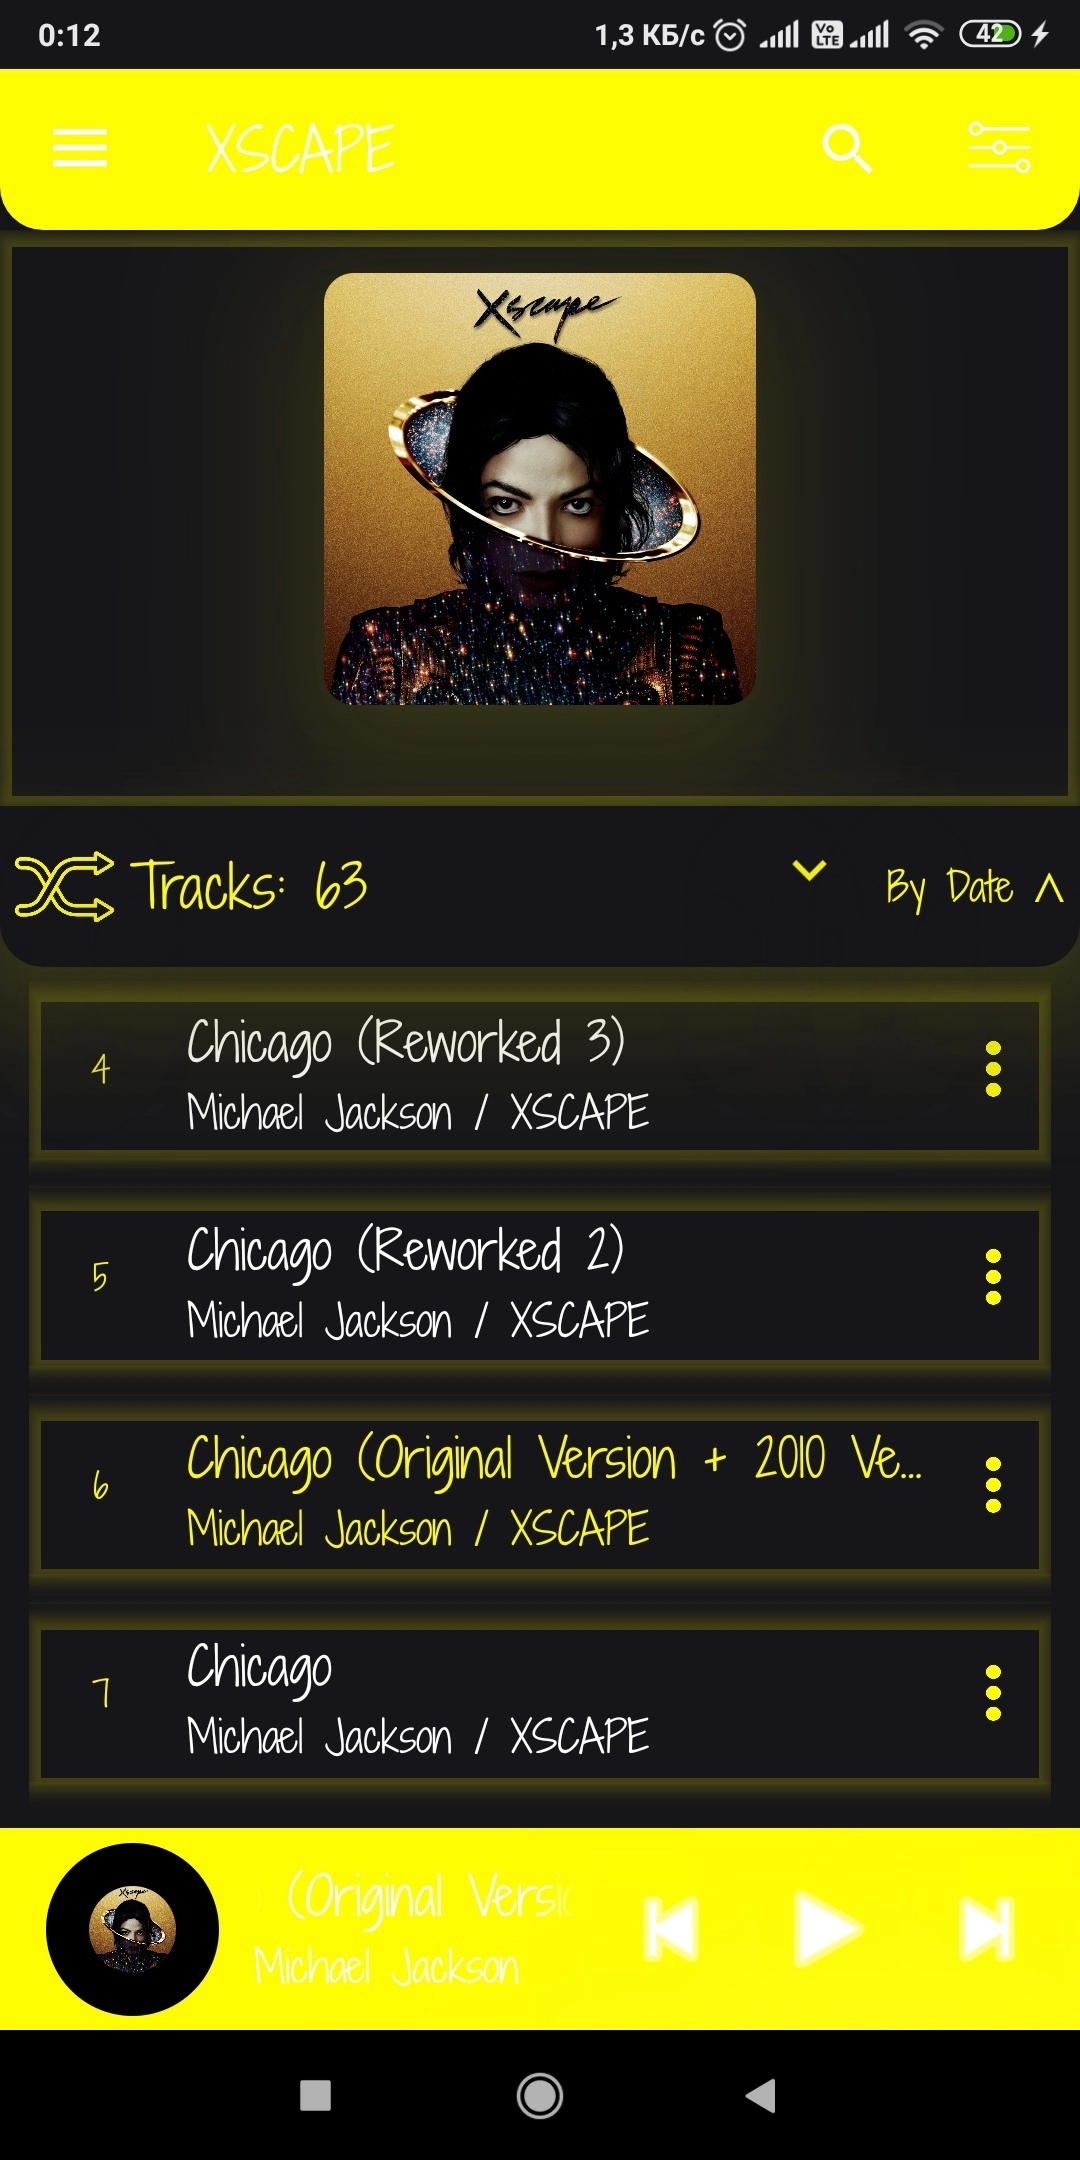 0:12
1,3 КБ/с
Vo LTE
42
XSCAPE
Xscape
Tracks: 63
By Date
4
Chicago (Reworked 3)
Michael Jackson / XSCAPE
5
Chicago (Reworked 2)
Michael Jackson / XSCAPE
6
Chicago (Original Version + 2010 Ve...
Michael Jackson / XSCAPE
7
Chicago
Michael Jackson / XSCAPE
Xscape
(Original Versic
Michael Jackson